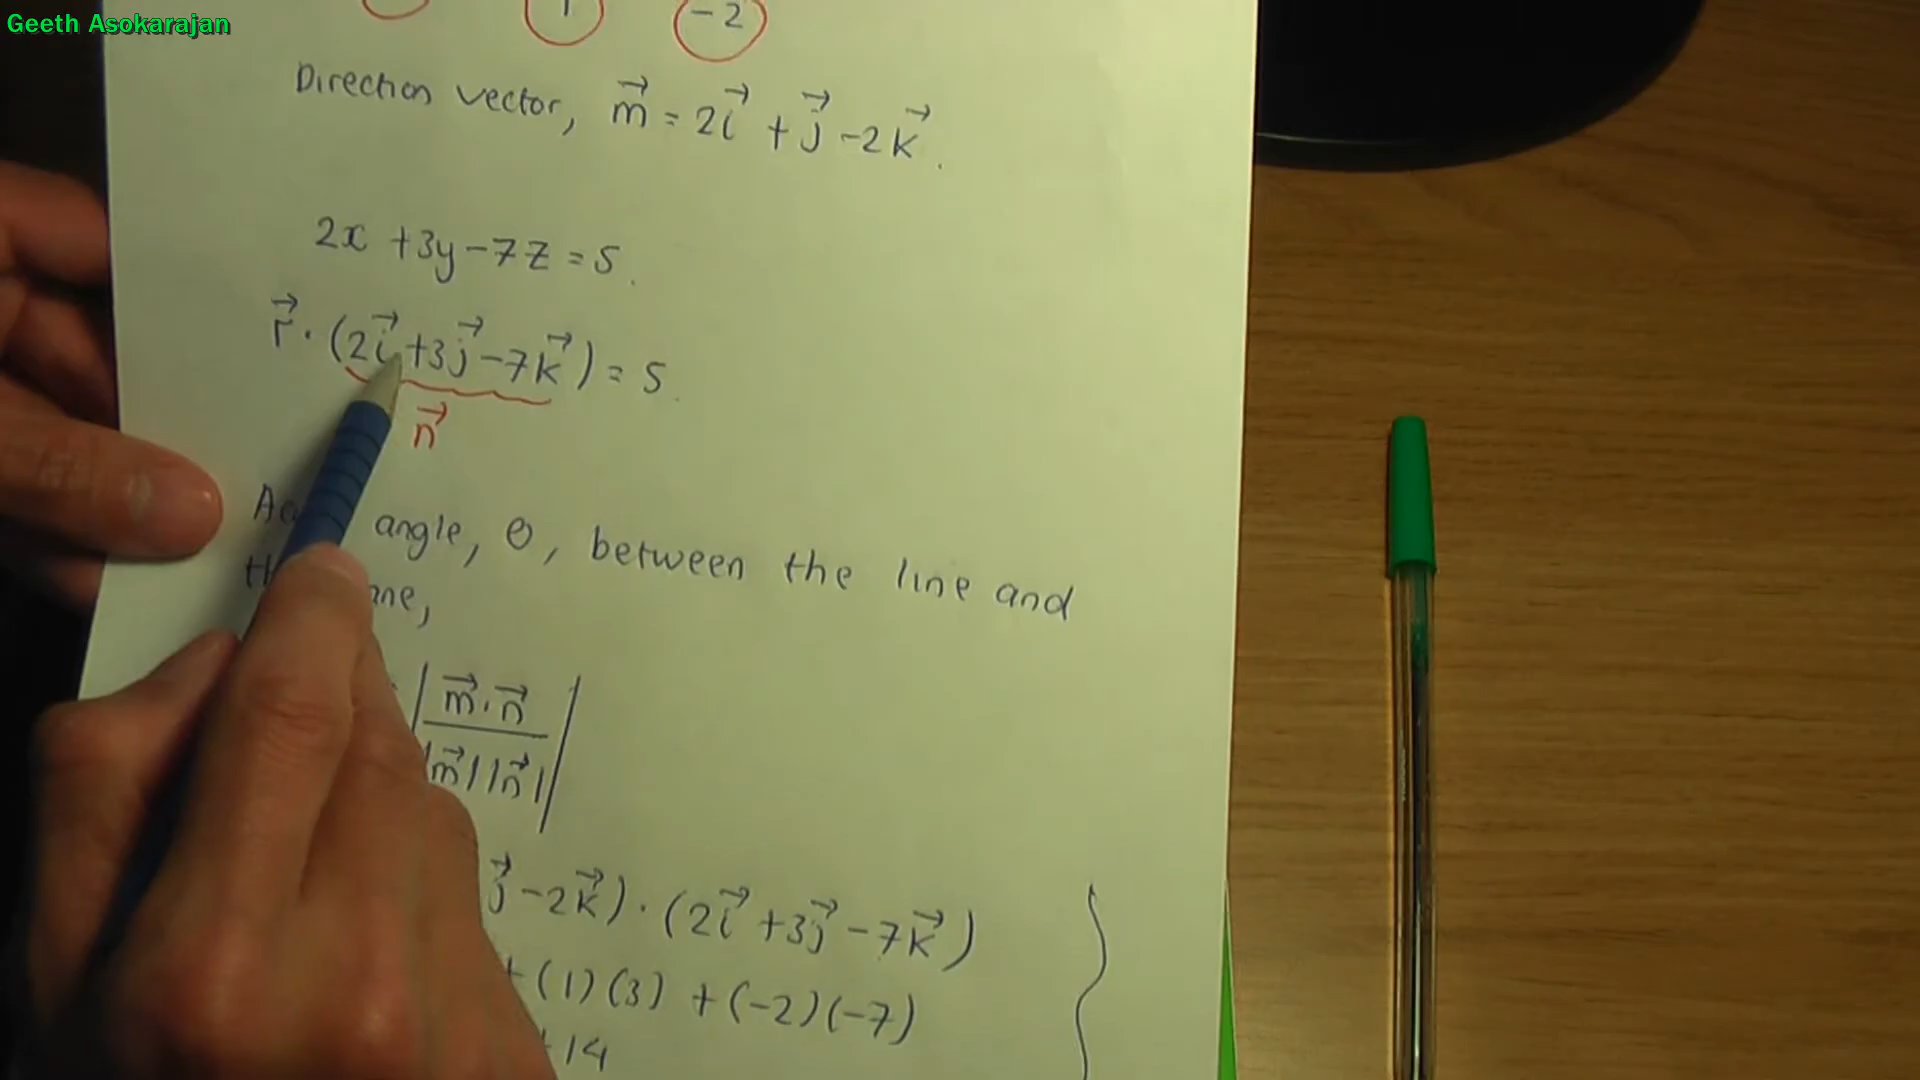 Geeth Asokarajan
1 -2
Direction vector, m⃗ = 2i⃗ + j⃗ - 2k⃗.
2x + 3y - 7z = 5.
r⃗ · (2i⃗ + 3j⃗ - 7k⃗) = 5.
n⃗
angle, θ, between the line and
| m⃗ · n⃗ |
|m⃗| |n⃗|
j⃗ - 2k⃗) · (2i⃗ + 3j⃗ - 7k⃗)
+ (1)(3) + (-2)(-7)
+ 14